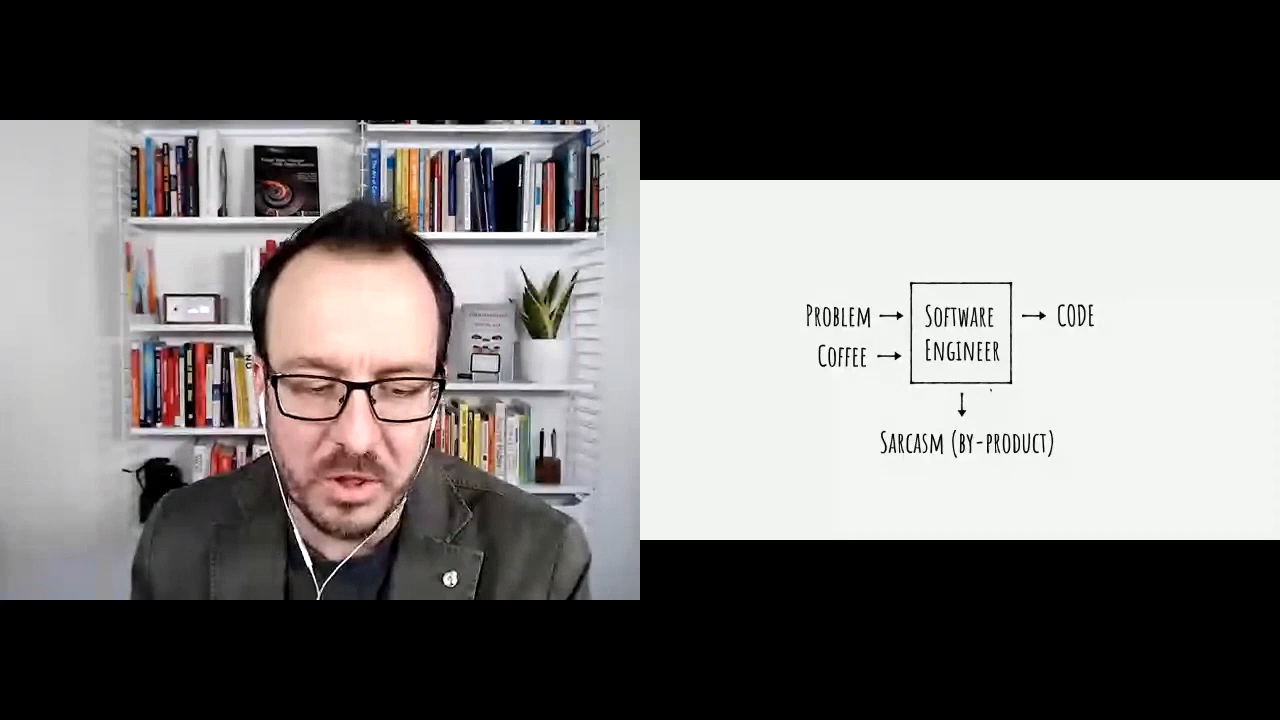 Problem → Software → Code
Coffee → Engineer
Sarcasm (by-product)